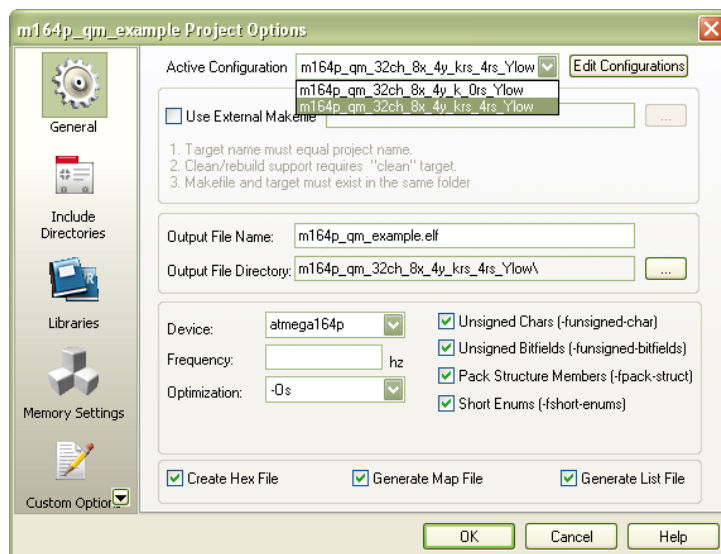 m164p_qm_example Project Options
General
Include
Directories
Libraries
Memory Settings
Custom Option
Active Configuration m164p_qm_32ch_8x_4y_krs_4rs_Ylow Edit Configurations
m164p_qm_32ch_8x_4y_k_0rs_Ylow
m164p_qm_32ch_8x_4y_krs_4rs_Ylow
Use External Makefile ...
1. Target name must equal project name.
2. Clean/rebuild support requires "clean" target.
3. Makefile and target must exist in the same folder
Output File Name: m164p_qm_example.elf
Output File Directory: m164p_qm_32ch_8x_4y_krs_4rs_Ylow\ ...
Device: atmega164p
Frequency: hz
Optimization: -Os
Unsigned Chars (-funsigned-char)
Unsigned Bitfields (-funsigned-bitfields)
Pack Structure Members (-fpack-struct)
Short Enums (-fshort-enums)
Create Hex File Generate Map File Generate List File
OK Cancel Help